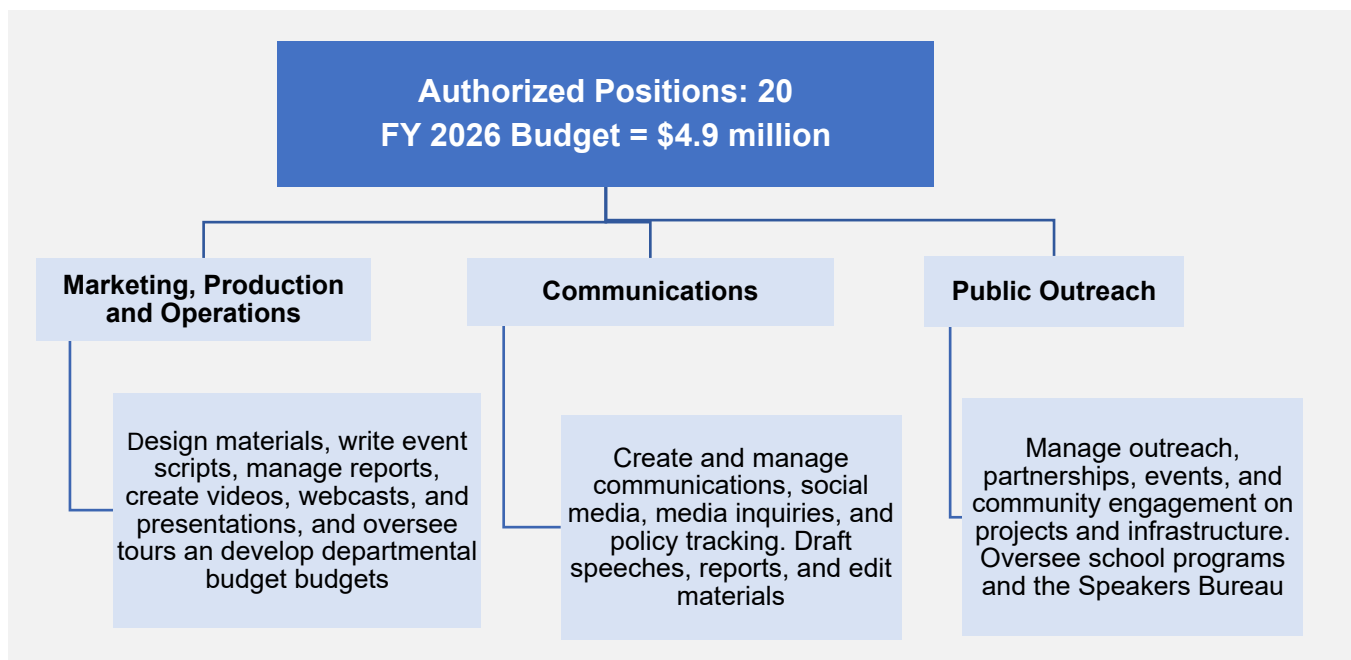 Authorized Positions: 20
FY 2026 Budget = $4.9 million
Marketing, Production
and Operations
Design materials, write event
scripts, manage reports,
create videos, webcasts, and
presentations, and oversee
tours an develop departmental
budget budgets
Communications
Create and manage
communications, social
media, media inquiries, and
policy tracking. Draft
speeches, reports, and edit
materials
Public Outreach
Manage outreach,
partnerships, events, and
community engagement on
projects and infrastructure.
Oversee school programs
and the Speakers Bureau